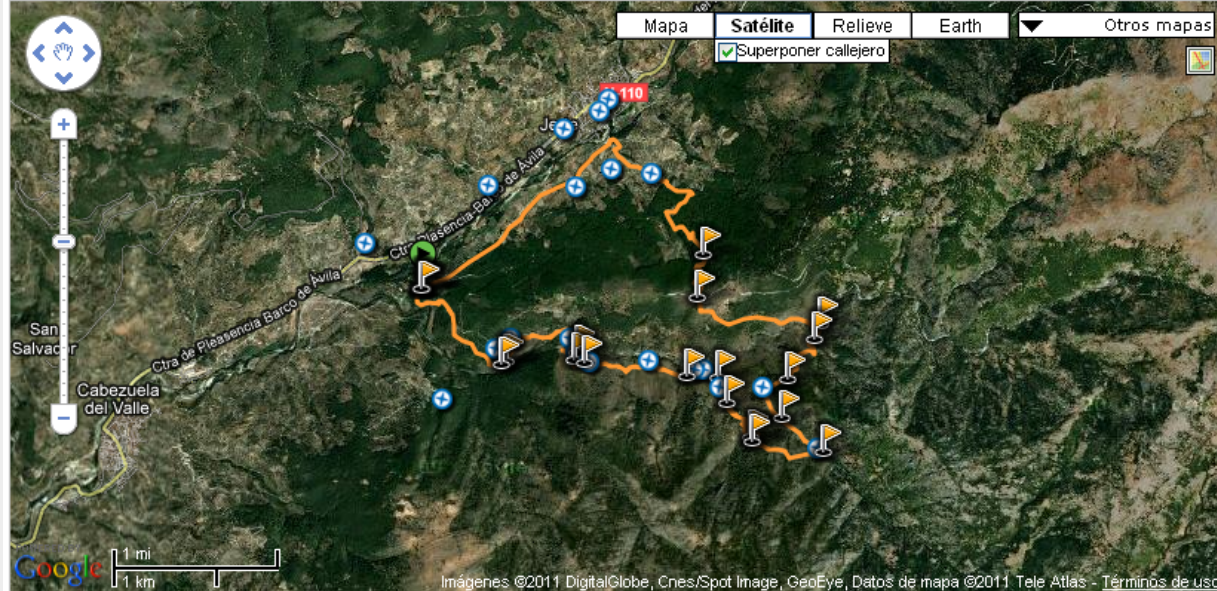 Mapa
Satélite
Relieve
Earth
Otros mapas
Superponer callejero
110
Ctra Plasencia-Barco de Ávila
Ctra de Pleasencia Barco de Ávila
San
Salvador
Cabezuela
del Valle
Google
1 mi
1 km
Imágenes ©2011 DigitalGlobe, Cnes/Spot Image, GeoEye, Datos de mapa ©2011 Tele Atlas - Términos de uso